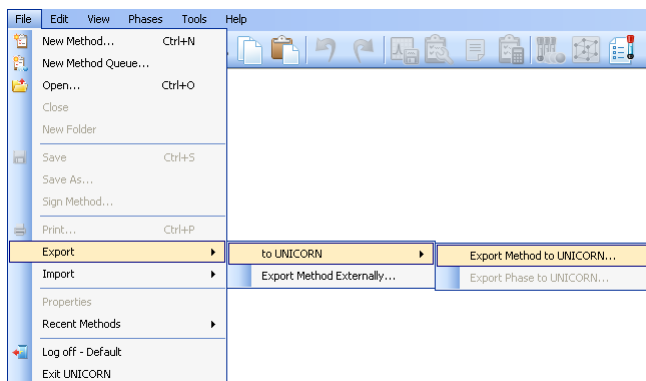 File Edit View Phases Tools Help
New Method... Ctrl+N
New Method Queue...
Open... Ctrl+O
Close
New Folder
Save Ctrl+S
Save As...
Sign Method...
Print... Ctrl+P
Export to UNICORN Export Method to UNICORN...
Import Export Method Externally... Export Phase to UNICORN...
Properties
Recent Methods
Log off - Default
Exit UNICORN